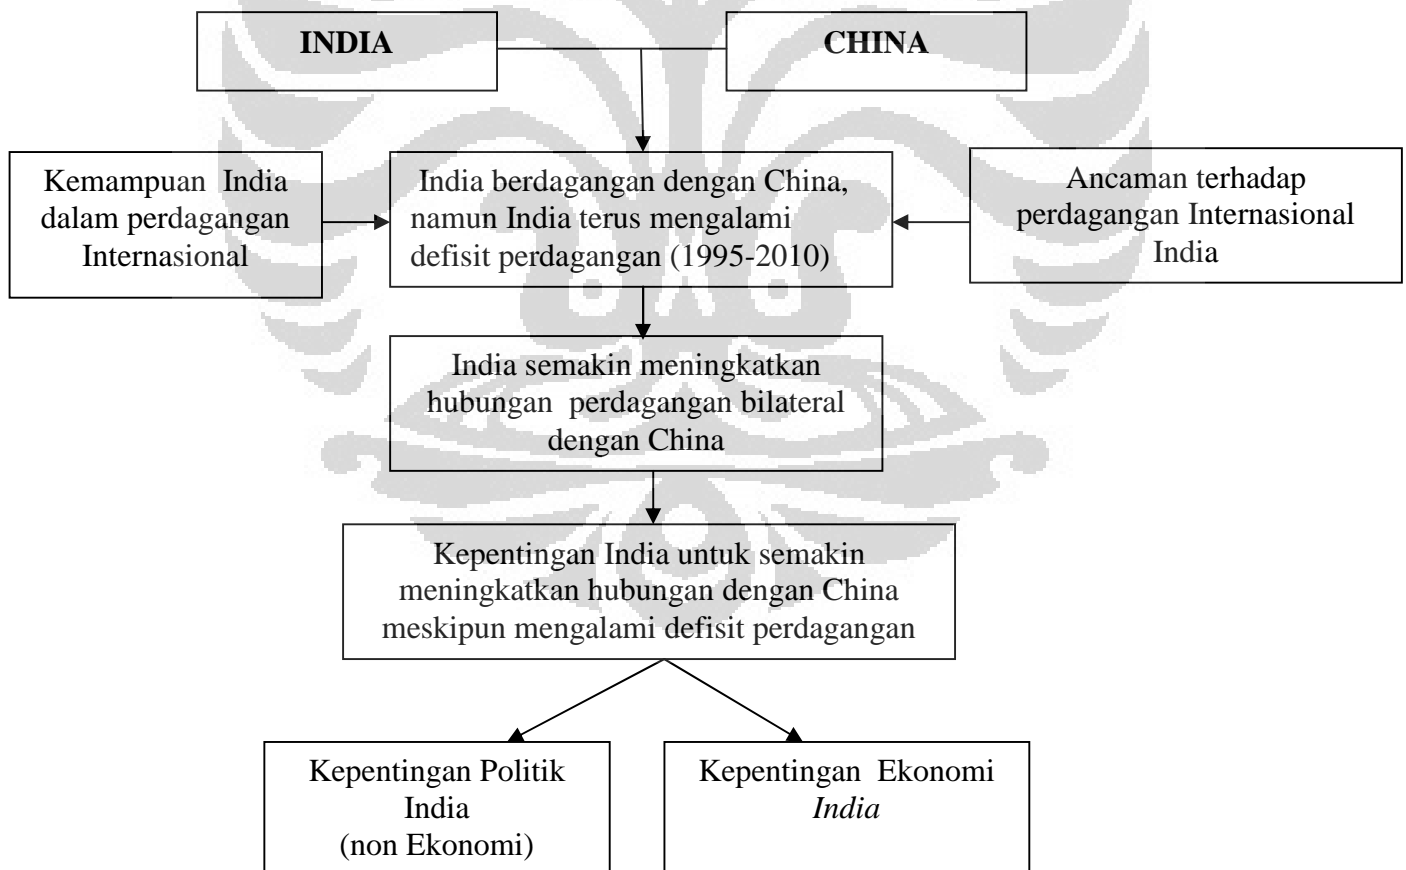 INDIA
CHINA
Kemampuan India
dalam perdagangan
Internasional
India berdagangan dengan China,
namun India terus mengalami
defisit perdagangan (1995-2010)
Ancaman terhadap
perdagangan Internasional
India
India semakin meningkatkan
hubungan perdagangan bilateral
dengan China
Kepentingan India untuk semakin
meningkatkan hubungan dengan China
meskipun mengalami defisit perdagangan
Kepentingan Politik
India
(non Ekonomi)
Kepentingan Ekonomi
India